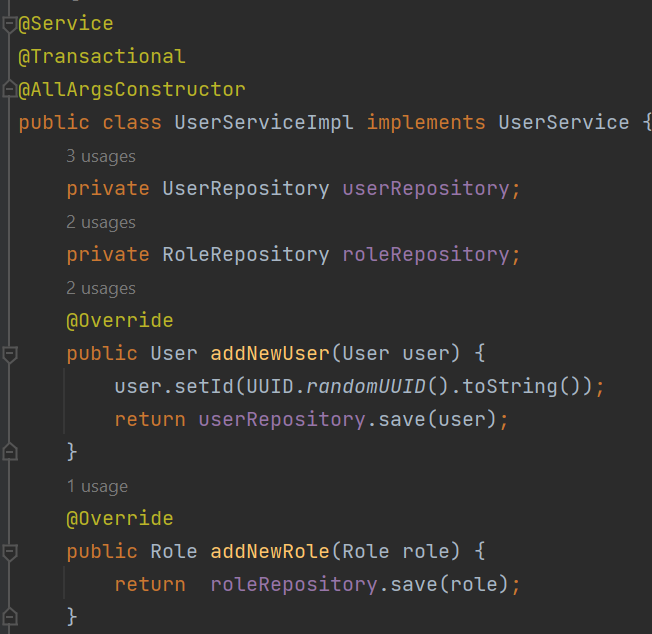 @Service
@Transactional
@AllArgsConstructor
public class UserServiceImpl implements UserService {
3 usages
private UserRepository userRepository;
2 usages
private RoleRepository roleRepository;
2 usages
@Override
public User addNewUser(User user) {
user.setId(UUID.randomUUID().toString());
return userRepository.save(user);
}
1 usage
@Override
public Role addNewRole(Role role) {
return  roleRepository.save(role);
}